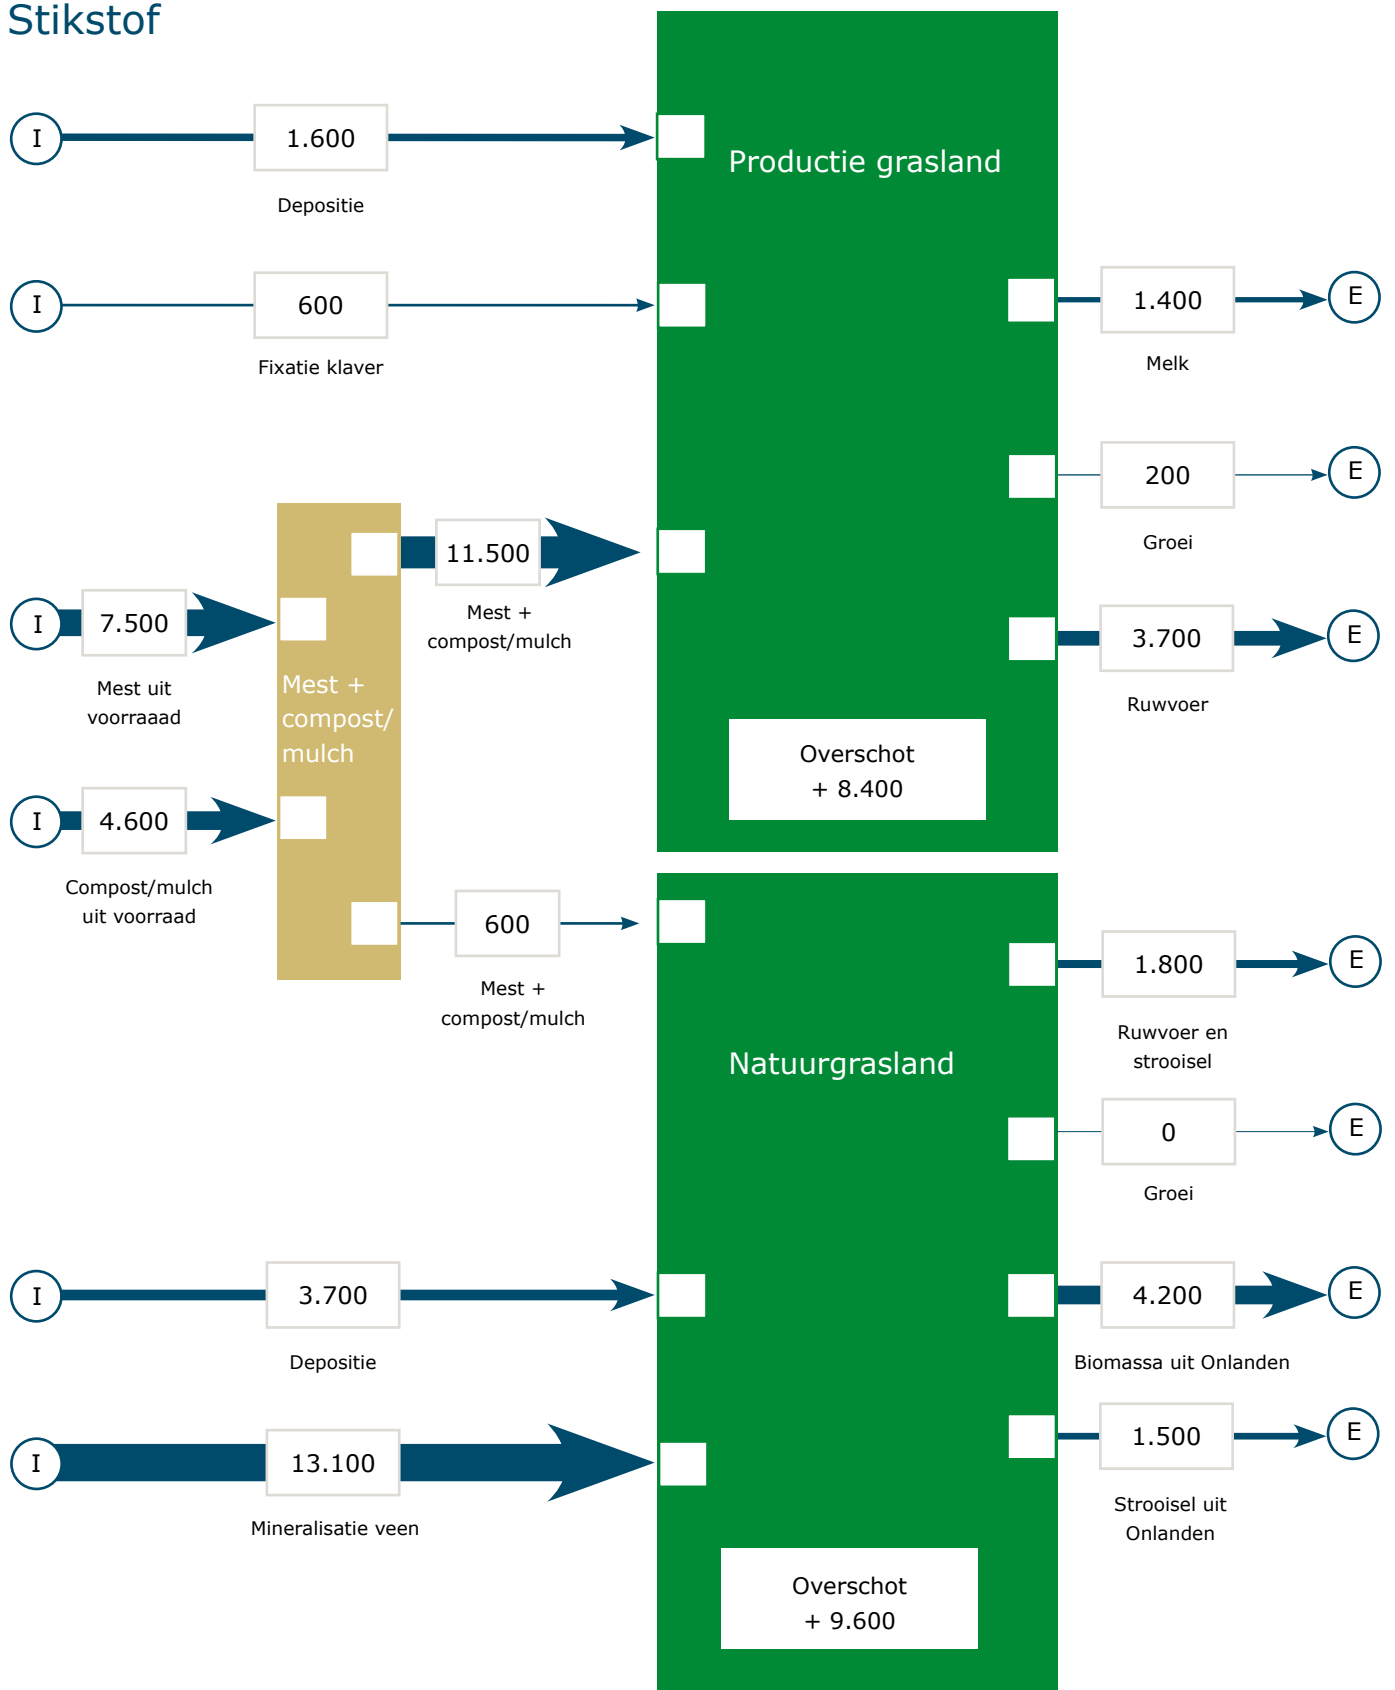 Stikstof
I
1.600
Depositie
Productie grasland
I
600
Fixatie klaver
1.400
E
Melk
200
E
Groei
11.500
Mest +
compost/mulch
I
7.500
Mest uit
voorraaad
3.700
E
Ruwvoer
Mest +
compost/
mulch
Overschot
+ 8.400
I
4.600
Compost/mulch
uit voorraad
600
Mest +
compost/mulch
1.800
E
Ruwvoer en
strooisel
Natuurgrasland
0
E
Groei
I
3.700
Depositie
4.200
E
Biomassa uit Onlanden
I
13.100
Mineralisatie veen
1.500
E
Strooisel uit
Onlanden
Overschot
+ 9.600